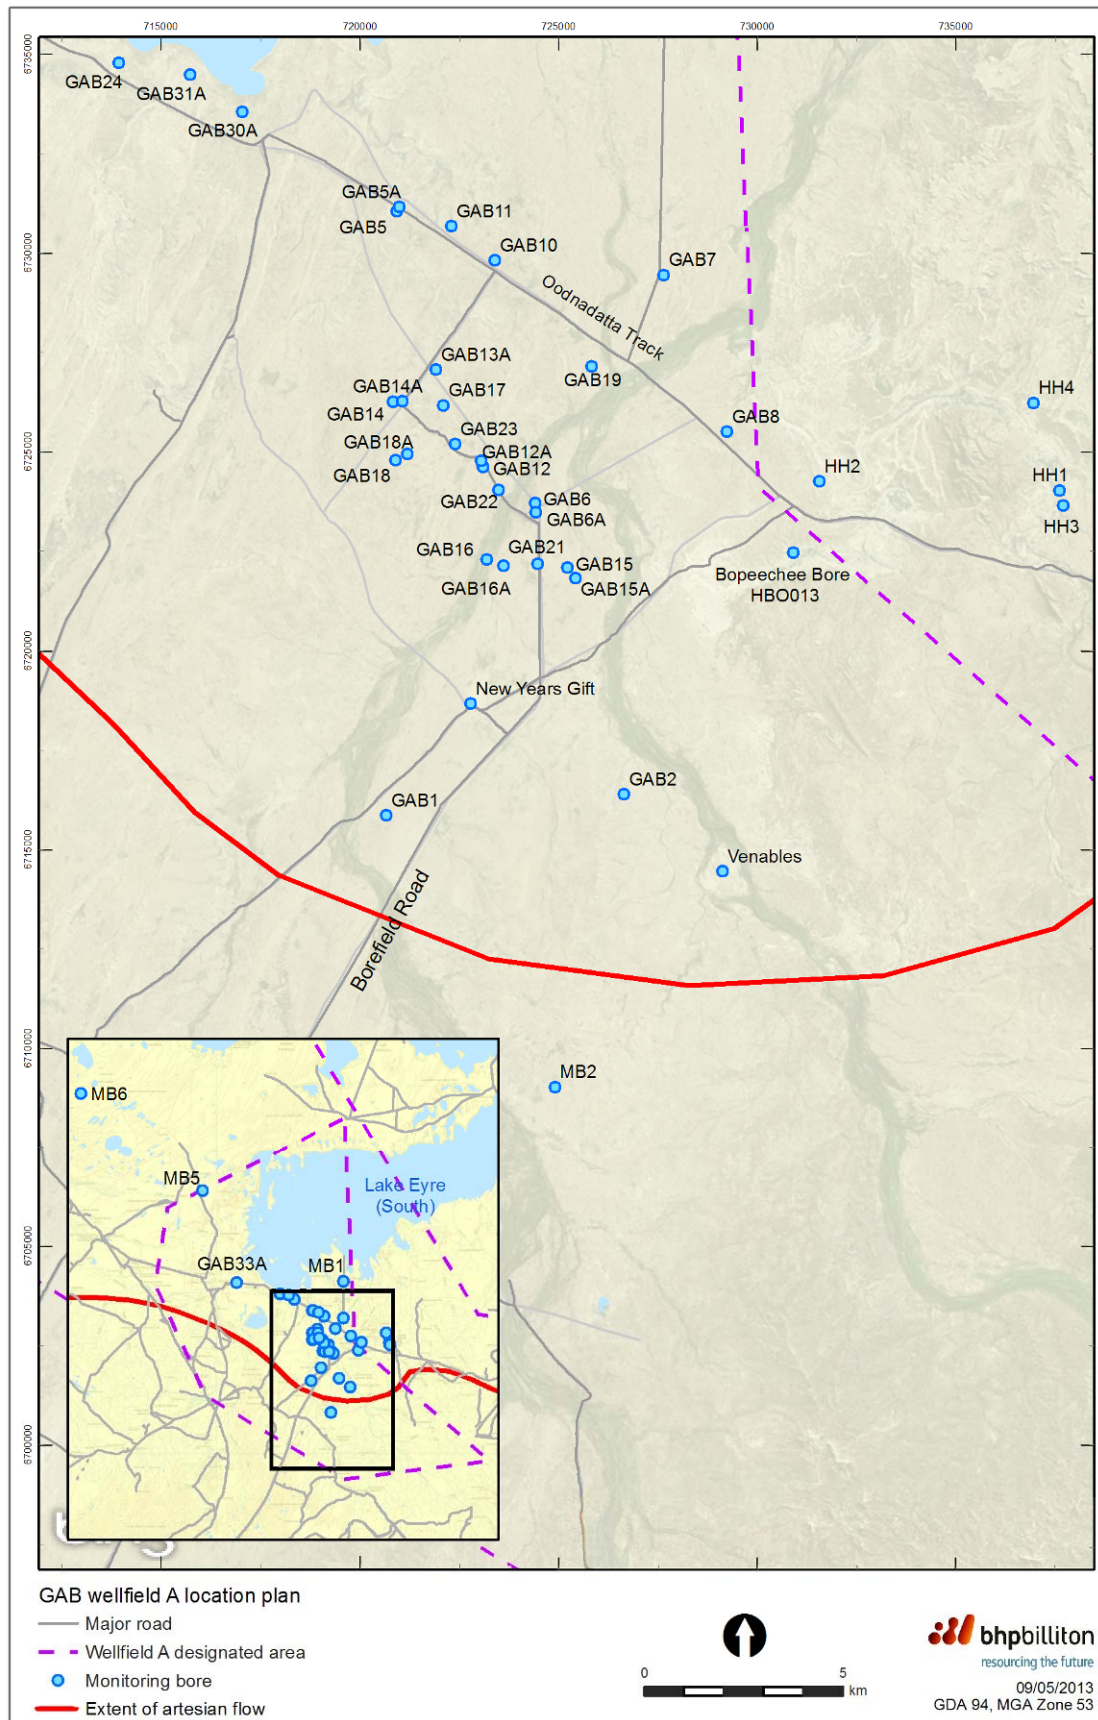 715000
720000
725000
730000
735000
6735000
GAB24
GAB31A
GAB30A
GAB5A
GAB5
GAB11
GAB10
6730000
GAB7
Oodnadatta Track
GAB13A
GAB19
GAB14A
GAB17
GAB14
HH4
GAB8
GAB23
6725000
GAB18A
GAB12A
GAB18
GAB12
HH2
HH1
GAB22
GAB6
GAB6A
HH3
GAB16
GAB21
GAB15
GAB16A
GAB15A
Bopeechee Bore
HBO013
6720000
New Years Gift
GAB2
GAB1
6715000
Venables
Borefield Road
6710000
MB2
MB6
MB5
Lake Eyre
(South)
6705000
GAB33A
MB1
6700000
GAB wellfield A location plan
Major road
Wellfield A designated area
Monitoring bore
Extent of artesian flow
0 5
km
bhpbilliton
resourcing the future
09/05/2013
GDA 94, MGA Zone 53